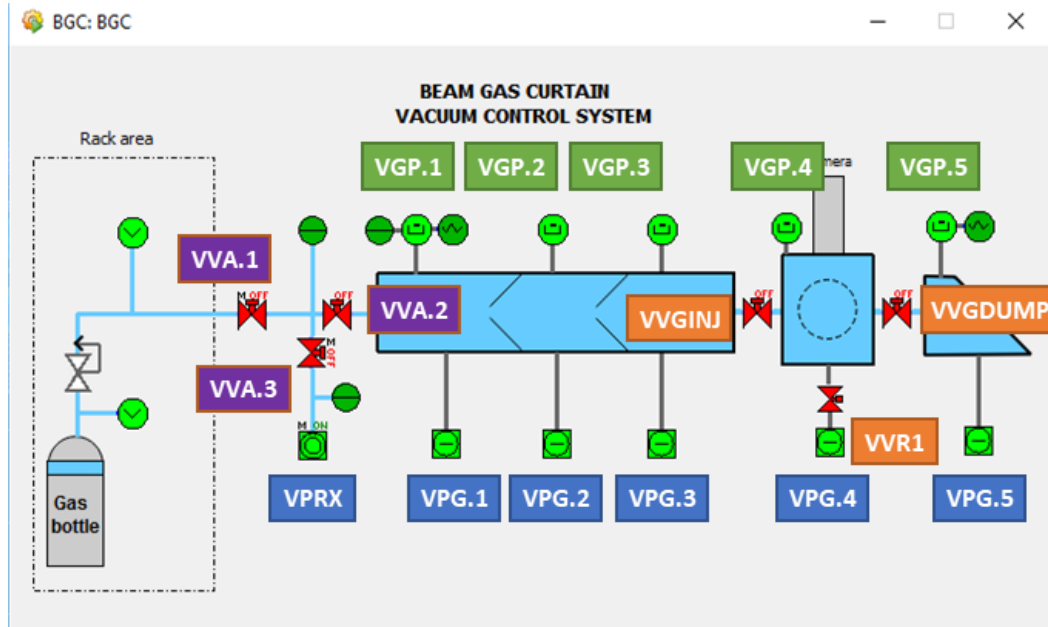 BGC: BGC
BEAM GAS CURTAIN
VACUUM CONTROL SYSTEM
Rack area
VGP.1
VGP.2
VGP.3
VGP.4
mera
VGP.5
VVA.1
M OFF
OFF
VVA.2
VVGINJ
OFF
OFF
VVGDUMP
M
OFF
VVA.3
M ON
VVR1
Gas
bottle
VPRX
VPG.1
VPG.2
VPG.3
VPG.4
VPG.5